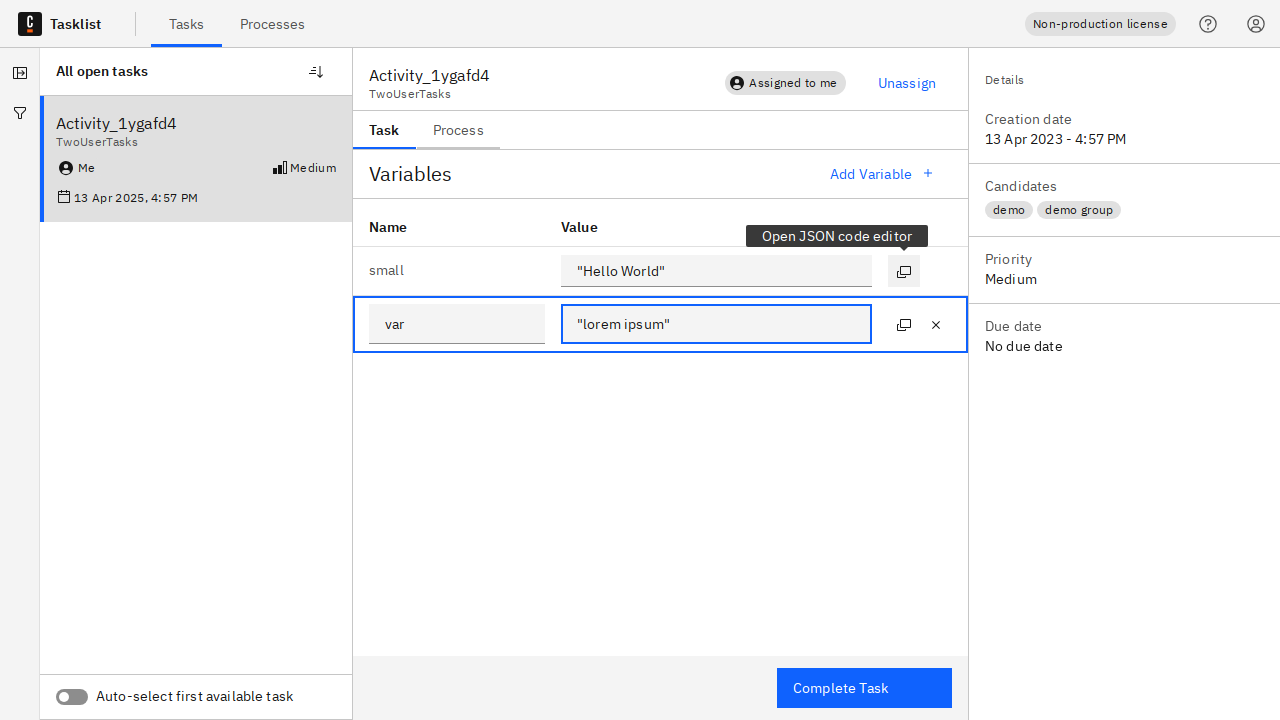 Tasklist
Tasks
Processes
Non-production license
All open tasks
Activity_1ygafd4
TwoUserTasks
Me
Medium
13 Apr 2025, 4:57 PM
Auto-select first available task
Activity_1ygafd4
TwoUserTasks
Assigned to me
Unassign
Task
Process
Variables
Add Variable +
Name
Value
Open JSON code editor
small
"Hello World"
var
"lorem ipsum"
Complete Task
Details
Creation date
13 Apr 2023 - 4:57 PM
Candidates
demo
demo group
Priority
Medium
Due date
No due date